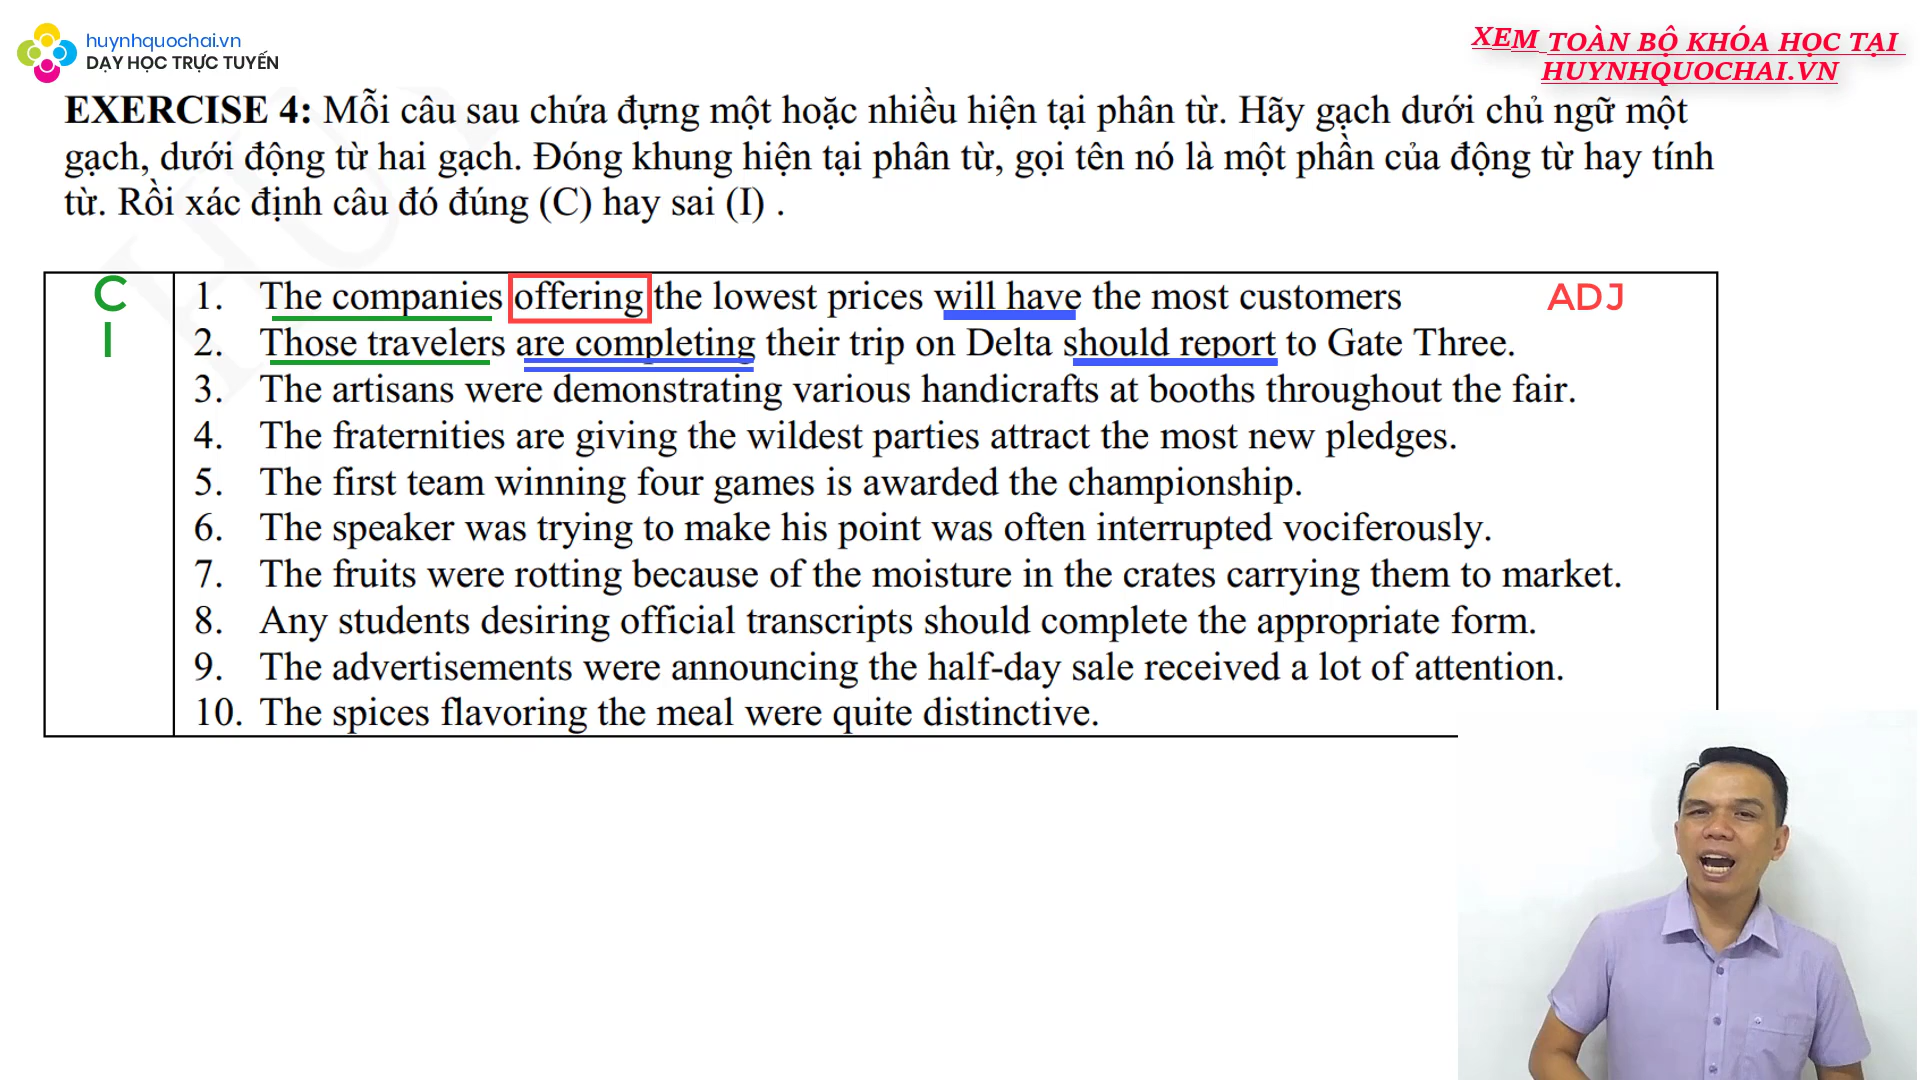 huynhquochai.vn
DẠY HỌC TRỰC TUYẾN
XEM TOÀN BỘ KHÓA HỌC TẠI
HUYNHQUOCHAI.VN
EXERCISE 4: Mỗi câu sau chứa đựng một hoặc nhiều hiện tại phân từ. Hãy gạch dưới chủ ngữ một
gạch, dưới động từ hai gạch. Đóng khung hiện tại phân từ, gọi tên nó là một phần của động từ hay tính
từ. Rồi xác định câu đó đúng (C) hay sai (I) .
C 1. The companies offering the lowest prices will have the most customers ADJ
I 2. Those travelers are completing their trip on Delta should report to Gate Three.
3. The artisans were demonstrating various handicrafts at booths throughout the fair.
4. The fraternities are giving the wildest parties attract the most new pledges.
5. The first team winning four games is awarded the championship.
6. The speaker was trying to make his point was often interrupted vociferously.
7. The fruits were rotting because of the moisture in the crates carrying them to market.
8. Any students desiring official transcripts should complete the appropriate form.
9. The advertisements were announcing the half-day sale received a lot of attention.
10. The spices flavoring the meal were quite distinctive.